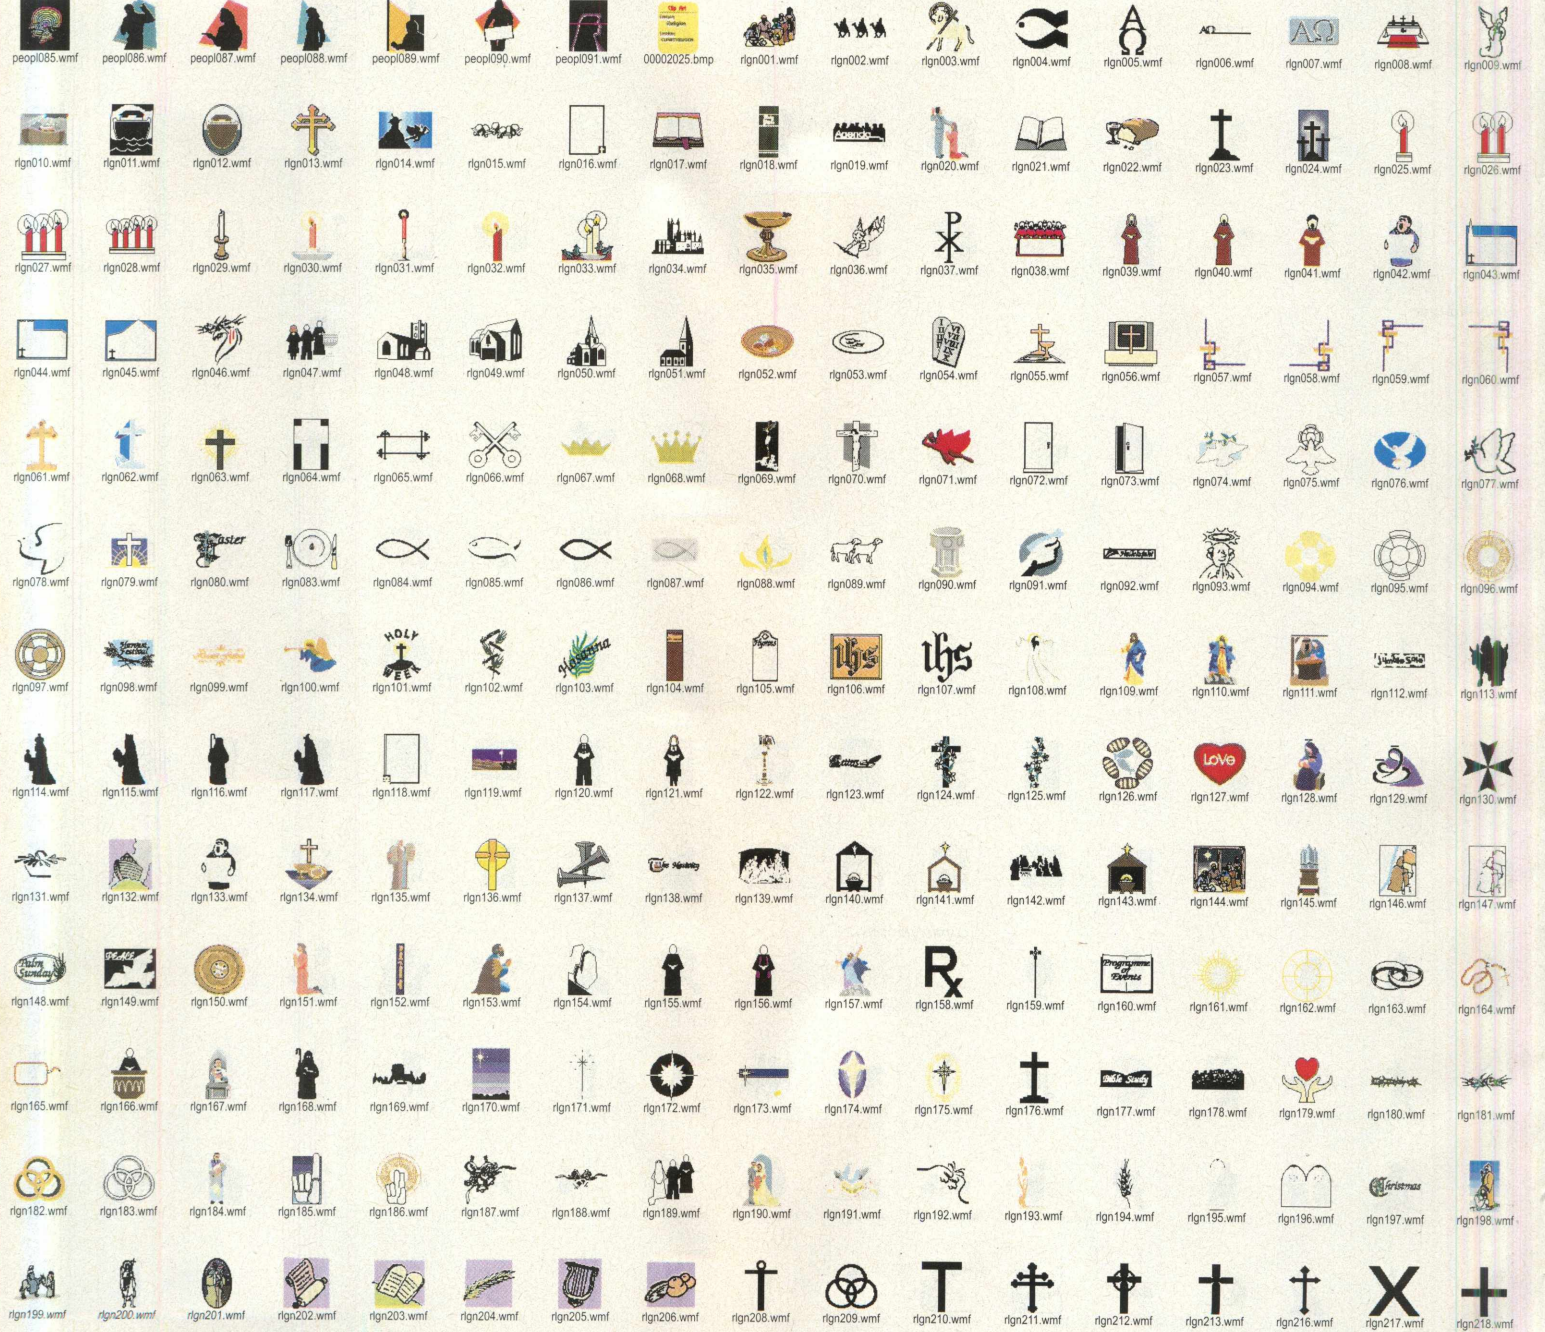 peopl085.wmf peopl086.wmf peopl087.wmf peopl088.wmf peopl089.wmf peopl090.wmf peopl091.wmf 00002025.bmp rlgn001.wmf rlgn002.wmf rlgn003.wmf rlgn004.wmf rlgn005.wmf rlgn006.wmf rlgn007.wmf rlgn008.wmf rlgn009.wmf
rlgn010.wmf rlgn011.wmf rlgn012.wmf rlgn013.wmf rlgn014.wmf rlgn015.wmf rlgn016.wmf rlgn017.wmf rlgn018.wmf rlgn019.wmf rlgn020.wmf rlgn021.wmf rlgn022.wmf rlgn023.wmf rlgn024.wmf rlgn025.wmf rlgn026.wmf
rlgn027.wmf rlgn028.wmf rlgn029.wmf rlgn030.wmf rlgn031.wmf rlgn032.wmf rlgn033.wmf rlgn034.wmf rlgn035.wmf rlgn036.wmf rlgn037.wmf rlgn038.wmf rlgn039.wmf rlgn040.wmf rlgn041.wmf rlgn042.wmf rlgn043.wmf
rlgn044.wmf rlgn045.wmf rlgn046.wmf rlgn047.wmf rlgn048.wmf rlgn049.wmf rlgn050.wmf rlgn051.wmf rlgn052.wmf rlgn053.wmf rlgn054.wmf rlgn055.wmf rlgn056.wmf rlgn057.wmf rlgn058.wmf rlgn059.wmf rlgn060.wmf
rlgn061.wmf rlgn062.wmf rlgn063.wmf rlgn064.wmf rlgn065.wmf rlgn066.wmf rlgn067.wmf rlgn068.wmf rlgn069.wmf rlgn070.wmf rlgn071.wmf rlgn072.wmf rlgn073.wmf rlgn074.wmf rlgn075.wmf rlgn076.wmf rlgn077.wmf
Easter
rlgn078.wmf rlgn079.wmf rlgn080.wmf rlgn083.wmf rlgn084.wmf rlgn085.wmf rlgn086.wmf rlgn087.wmf rlgn088.wmf rlgn089.wmf rlgn090.wmf rlgn091.wmf rlgn092.wmf rlgn093.wmf rlgn094.wmf rlgn095.wmf rlgn096.wmf
Harvest Festival HOLY WEEK Hosanna Hymns ihs ihs
rlgn097.wmf rlgn098.wmf rlgn099.wmf rlgn100.wmf rlgn101.wmf rlgn102.wmf rlgn103.wmf rlgn104.wmf rlgn105.wmf rlgn106.wmf rlgn107.wmf rlgn108.wmf rlgn109.wmf rlgn110.wmf rlgn111.wmf rlgn112.wmf rlgn113.wmf
LOVe
rlgn114.wmf rlgn115.wmf rlgn116.wmf rlgn117.wmf rlgn118.wmf rlgn119.wmf rlgn120.wmf rlgn121.wmf rlgn122.wmf rlgn123.wmf rlgn124.wmf rlgn125.wmf rlgn126.wmf rlgn127.wmf rlgn128.wmf rlgn129.wmf rlgn130.wmf
The Nativity
rlgn131.wmf rlgn132.wmf rlgn133.wmf rlgn134.wmf rlgn135.wmf rlgn136.wmf rlgn137.wmf rlgn138.wmf rlgn139.wmf rlgn140.wmf rlgn141.wmf rlgn142.wmf rlgn143.wmf rlgn144.wmf rlgn145.wmf rlgn146.wmf rlgn147.wmf
Palm Sunday PEACE Rx Programme of Events
rlgn148.wmf rlgn149.wmf rlgn150.wmf rlgn151.wmf rlgn152.wmf rlgn153.wmf rlgn154.wmf rlgn155.wmf rlgn156.wmf rlgn157.wmf rlgn158.wmf rlgn159.wmf rlgn160.wmf rlgn161.wmf rlgn162.wmf rlgn163.wmf rlgn164.wmf
Bible Study
rlgn165.wmf rlgn166.wmf rlgn167.wmf rlgn168.wmf rlgn169.wmf rlgn170.wmf rlgn171.wmf rlgn172.wmf rlgn173.wmf rlgn174.wmf rlgn175.wmf rlgn176.wmf rlgn177.wmf rlgn178.wmf rlgn179.wmf rlgn180.wmf rlgn181.wmf
Christmas
rlgn182.wmf rlgn183.wmf rlgn184.wmf rlgn185.wmf rlgn186.wmf rlgn187.wmf rlgn188.wmf rlgn189.wmf rlgn190.wmf rlgn191.wmf rlgn192.wmf rlgn193.wmf rlgn194.wmf rlgn195.wmf rlgn196.wmf rlgn197.wmf rlgn198.wmf
rlgn199.wmf rlgn200.wmf rlgn201.wmf rlgn202.wmf rlgn203.wmf rlgn204.wmf rlgn205.wmf rlgn206.wmf rlgn208.wmf rlgn209.wmf rlgn210.wmf rlgn211.wmf rlgn212.wmf rlgn213.wmf rlgn216.wmf rlgn217.wmf rlgn218.wmf